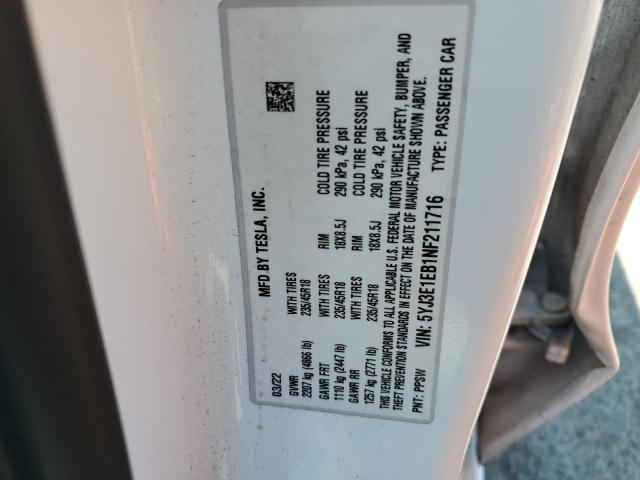 MFD BY TESLA, INC.
03/22
GVWR WITH TIRES RIM COLD TIRE PRESSURE
2207 kg (4866 lb) 235/45R18 18X8.5J 290 kPa, 42 psi
GAWR FRT WITH TIRES RIM COLD TIRE PRESSURE
1110 kg (2447 lb) 235/45R18 18X8.5J 290 kPa, 42 psi
GAWR RR WITH TIRES
1257 kg (2771 lb) 235/45R18
THIS VEHICLE CONFORMS TO ALL APPLICABLE U.S. FEDERAL MOTOR VEHICLE SAFETY, BUMPER, AND
THEFT PREVENTION STANDARDS IN EFFECT ON THE DATE OF MANUFACTURE SHOWN ABOVE.
VIN: 5YJ3E1EB1NF211716 TYPE: PASSENGER CAR
PNT: PPSW